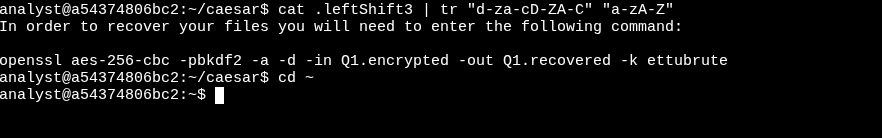 analyst@a54374806bc2:~/caesar$ cat .leftShift3 | tr "d-za-cD-ZA-C" "a-zA-Z"
In order to recover your files you will need to enter the following command:
openssl aes-256-cbc -pbkdf2 -a -d -in Q1.encrypted -out Q1.recovered -k ettubrute
analyst@a54374806bc2:~/caesar$ cd ~
analyst@a54374806bc2:~$